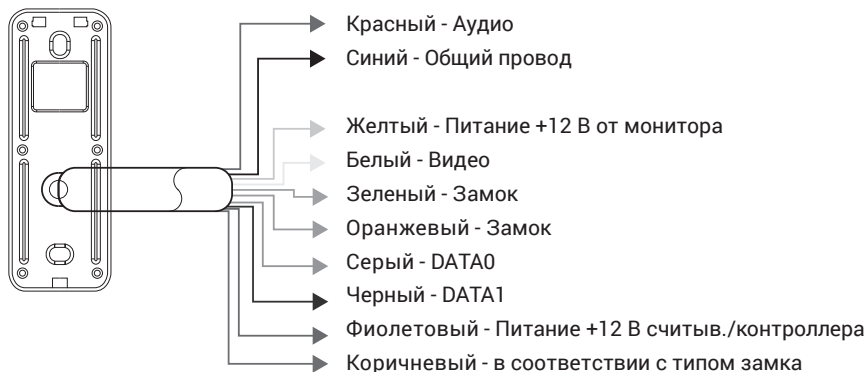 Красный - Аудио
Синий - Общий провод
Желтый - Питание +12 В от монитора
Белый - Видео
Зеленый - Замок
Оранжевый - Замок
Серый - DATA0
Черный - DATA1
Фиолетовый - Питание +12 В считыв./контроллера
Коричневый - в соответствии с типом замка